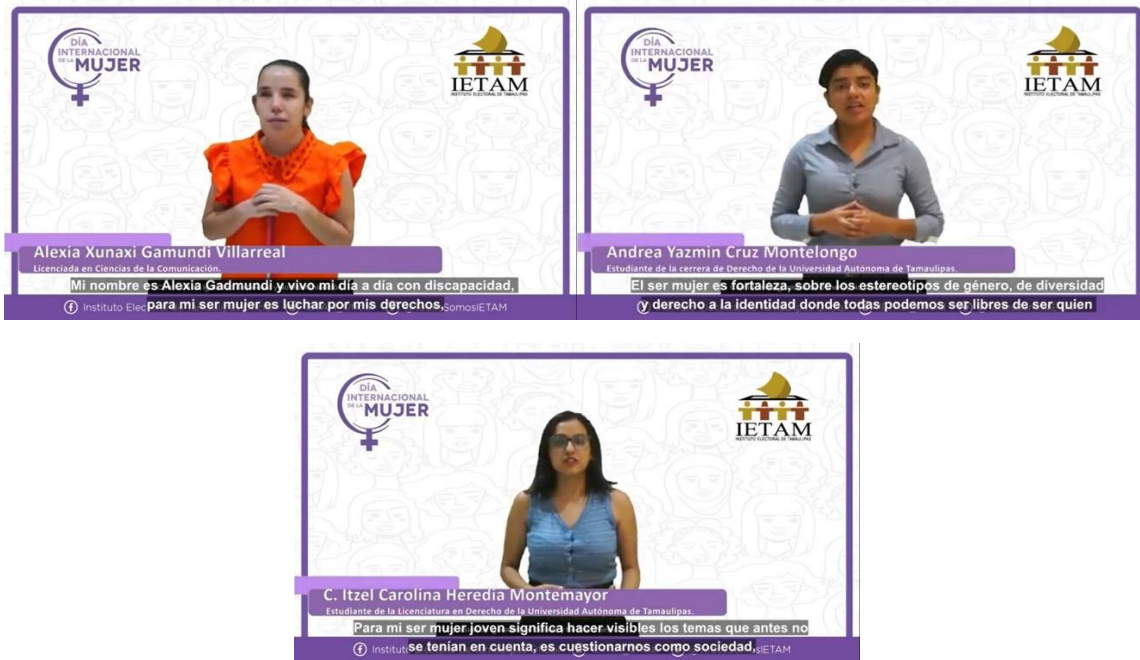 DÍA
INTERNACIONAL
DE LA MUJER
IETAM
INSTITUTO ELECTORAL DE TAMAULIPAS
Alexia Xunaxi Gamundi Villarreal
Licenciada en Ciencias de la Comunicación.
Mi nombre es Alexia Gadmundi y vivo mi día a día con discapacidad,
para mi ser mujer es luchar por mis derechos,
Instituto Elec SomosIETAM
DÍA
INTERNACIONAL
DE LA MUJER
IETAM
INSTITUTO ELECTORAL DE TAMAULIPAS
Andrea Yazmin Cruz Montelongo
Estudiante de la cerrera de Derecho de la Universidad Autónoma de Tamaulipas.
El ser mujer es fortaleza, sobre los estereotipos de género, de diversidad
y derecho a la identidad donde todas podemos ser libres de ser quien
DÍA
INTERNACIONAL
DE LA MUJER
IETAM
INSTITUTO ELECTORAL DE TAMAULIPAS
C. Itzel Carolina Heredia Montemayor
Estudiante de la Licenciatura en Derecho de la Universidad Autónoma de Tamaulipas.
Para mi ser mujer joven significa hacer visibles los temas que antes no
se tenían en cuenta, es cuestionarnos como sociedad,
Institut sIETAM